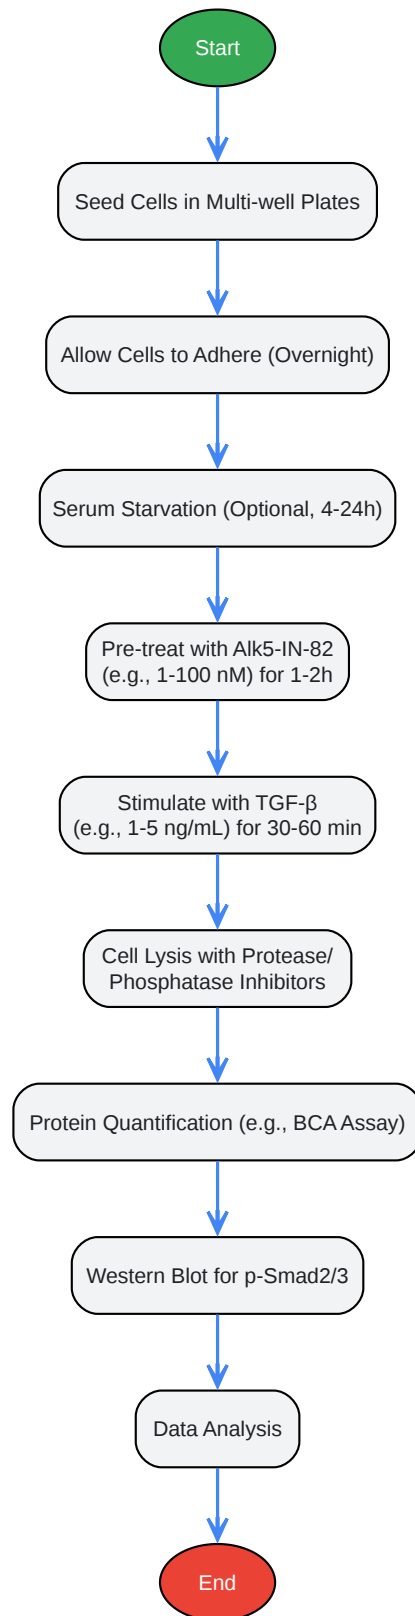 Start
Seed Cells in Multi-well Plates
Allow Cells to Adhere (Overnight)
Serum Starvation (Optional, 4-24h)
Pre-treat with Alk5-IN-82
(e.g., 1-100 nM) for 1-2h
Stimulate with TGF-β
(e.g., 1-5 ng/mL) for 30-60 min
Cell Lysis with Protease/
Phosphatase Inhibitors
Protein Quantification (e.g., BCA Assay)
Western Blot for p-Smad2/3
Data Analysis
End